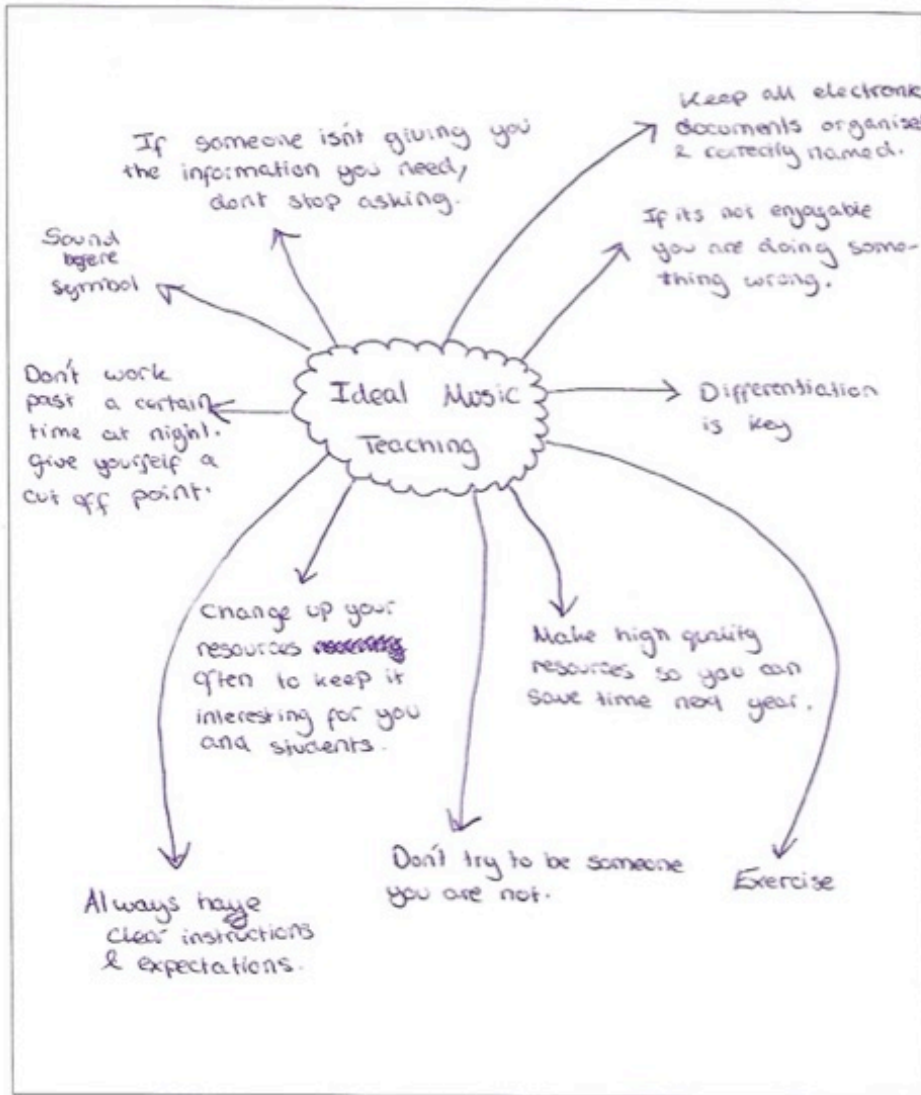 Keep all electronic
documents organised
& correctly named.
If someone isn't giving you
the information you need,
dont stop asking.
If its not enjoyable
you are doing some-
thing wrong.
Sound
before
symbol
Ideal Music
Teaching
Differentiation
is key
Don't work
past a certain
time at night.
Give yourself a
cut off point.
Change up your
resources
often to keep it
interesting for you
and students.
Make high quality
resources so you can
save time next year.
Don't try to be someone
you are not.
Exercise
Always have
clear instructions
& expectations.